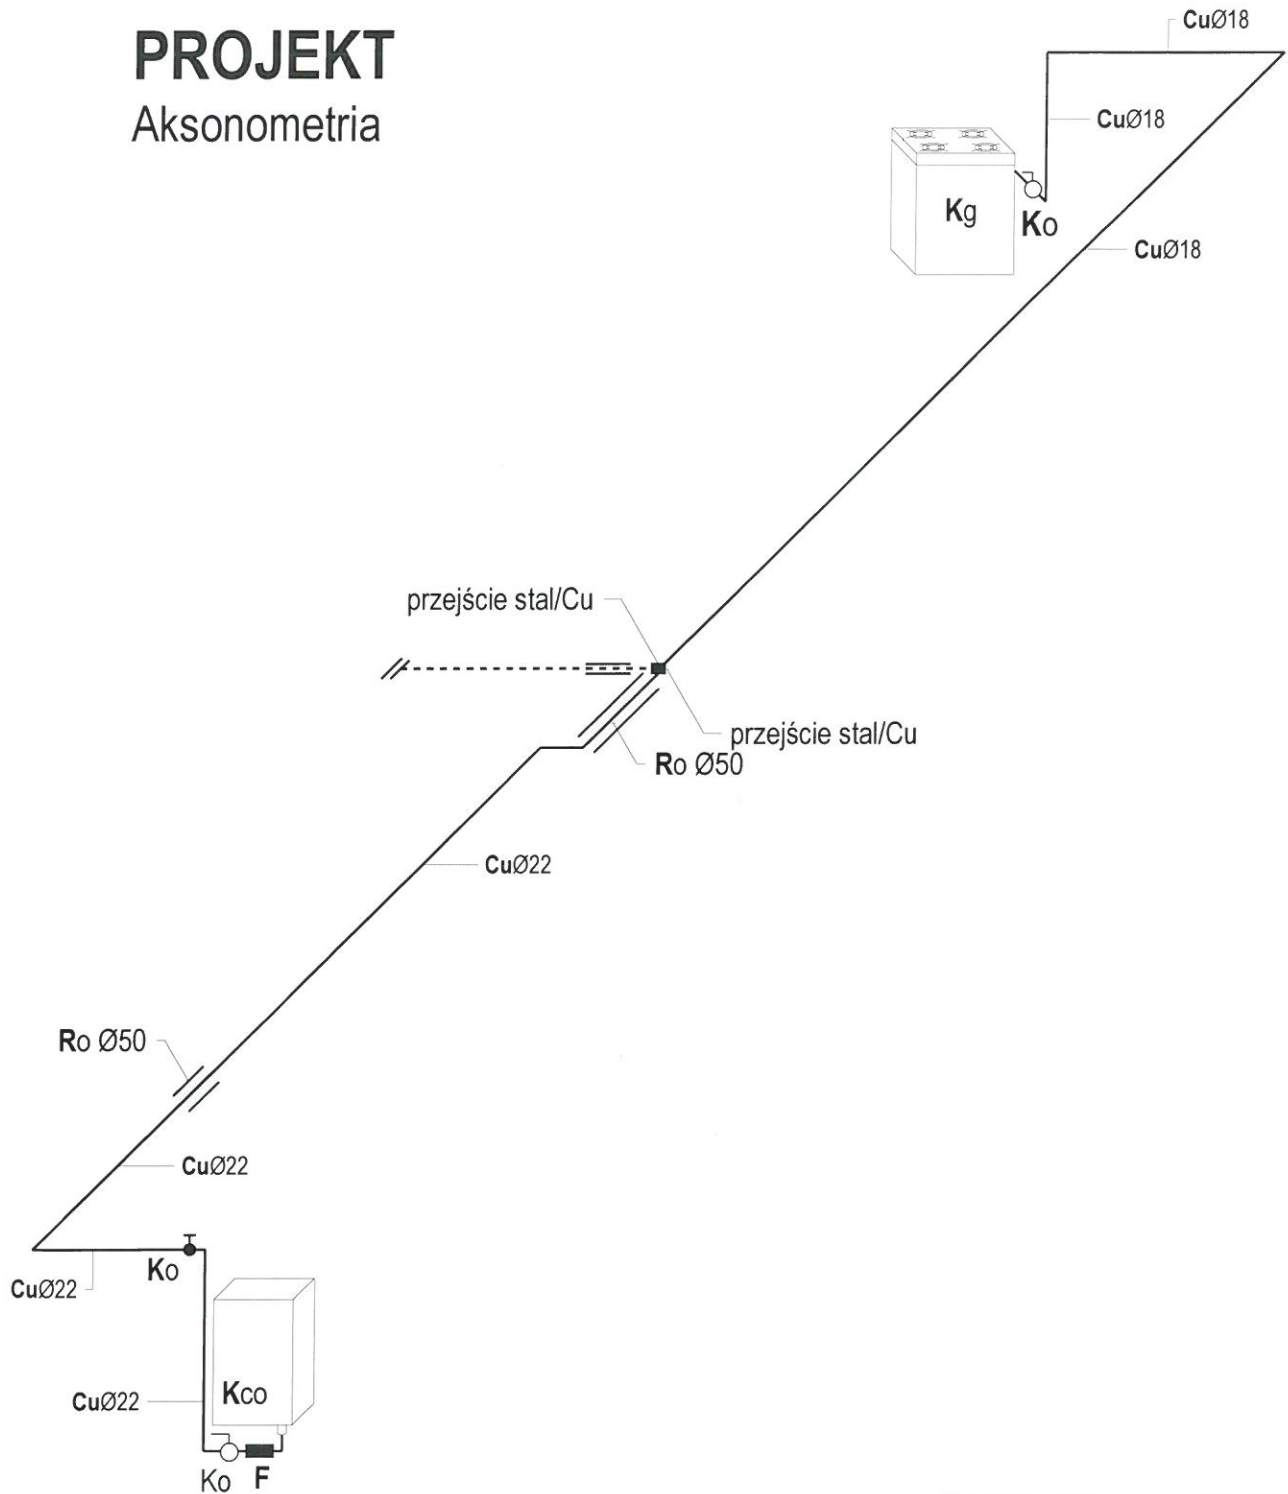 PROJEKT
Aksonometria
CuØ18
CuØ18
Kg
Ko
CuØ18
przejście stal/Cu
przejście stal/Cu
Ro Ø50
CuØ22
Ro Ø50
CuØ22
Ko
CuØ22
Kco
CuØ22
Ko
F